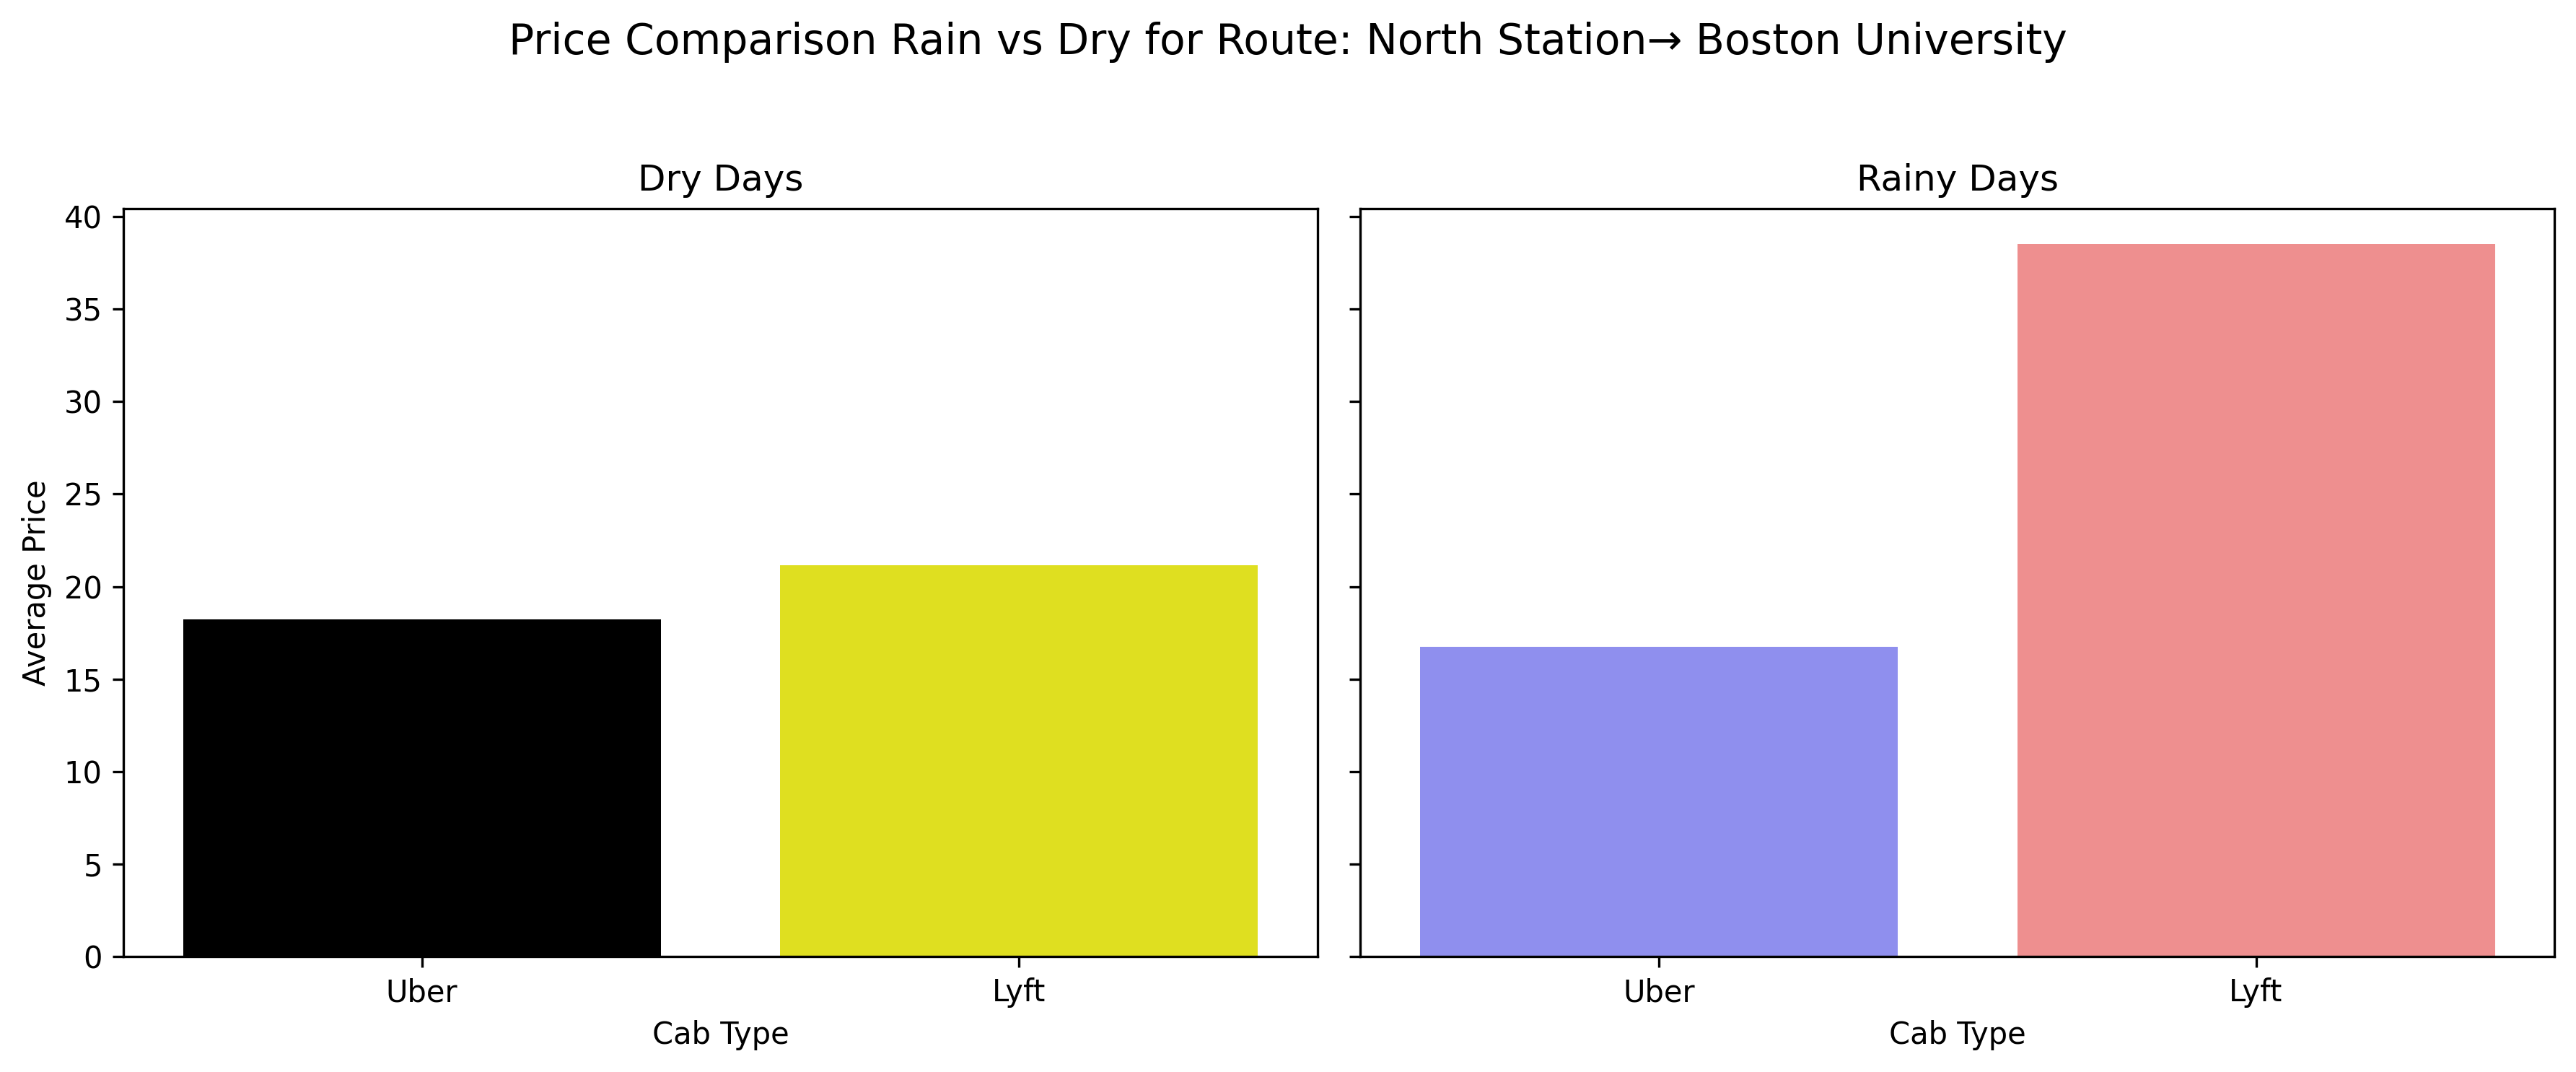 Price Comparison Rain vs Dry for Route: North Station→ Boston University
Dry Days
Average Price
40
35
30
25
20
15
10
5
0
Uber
Lyft
Cab Type
Rainy Days
Uber
Lyft
Cab Type